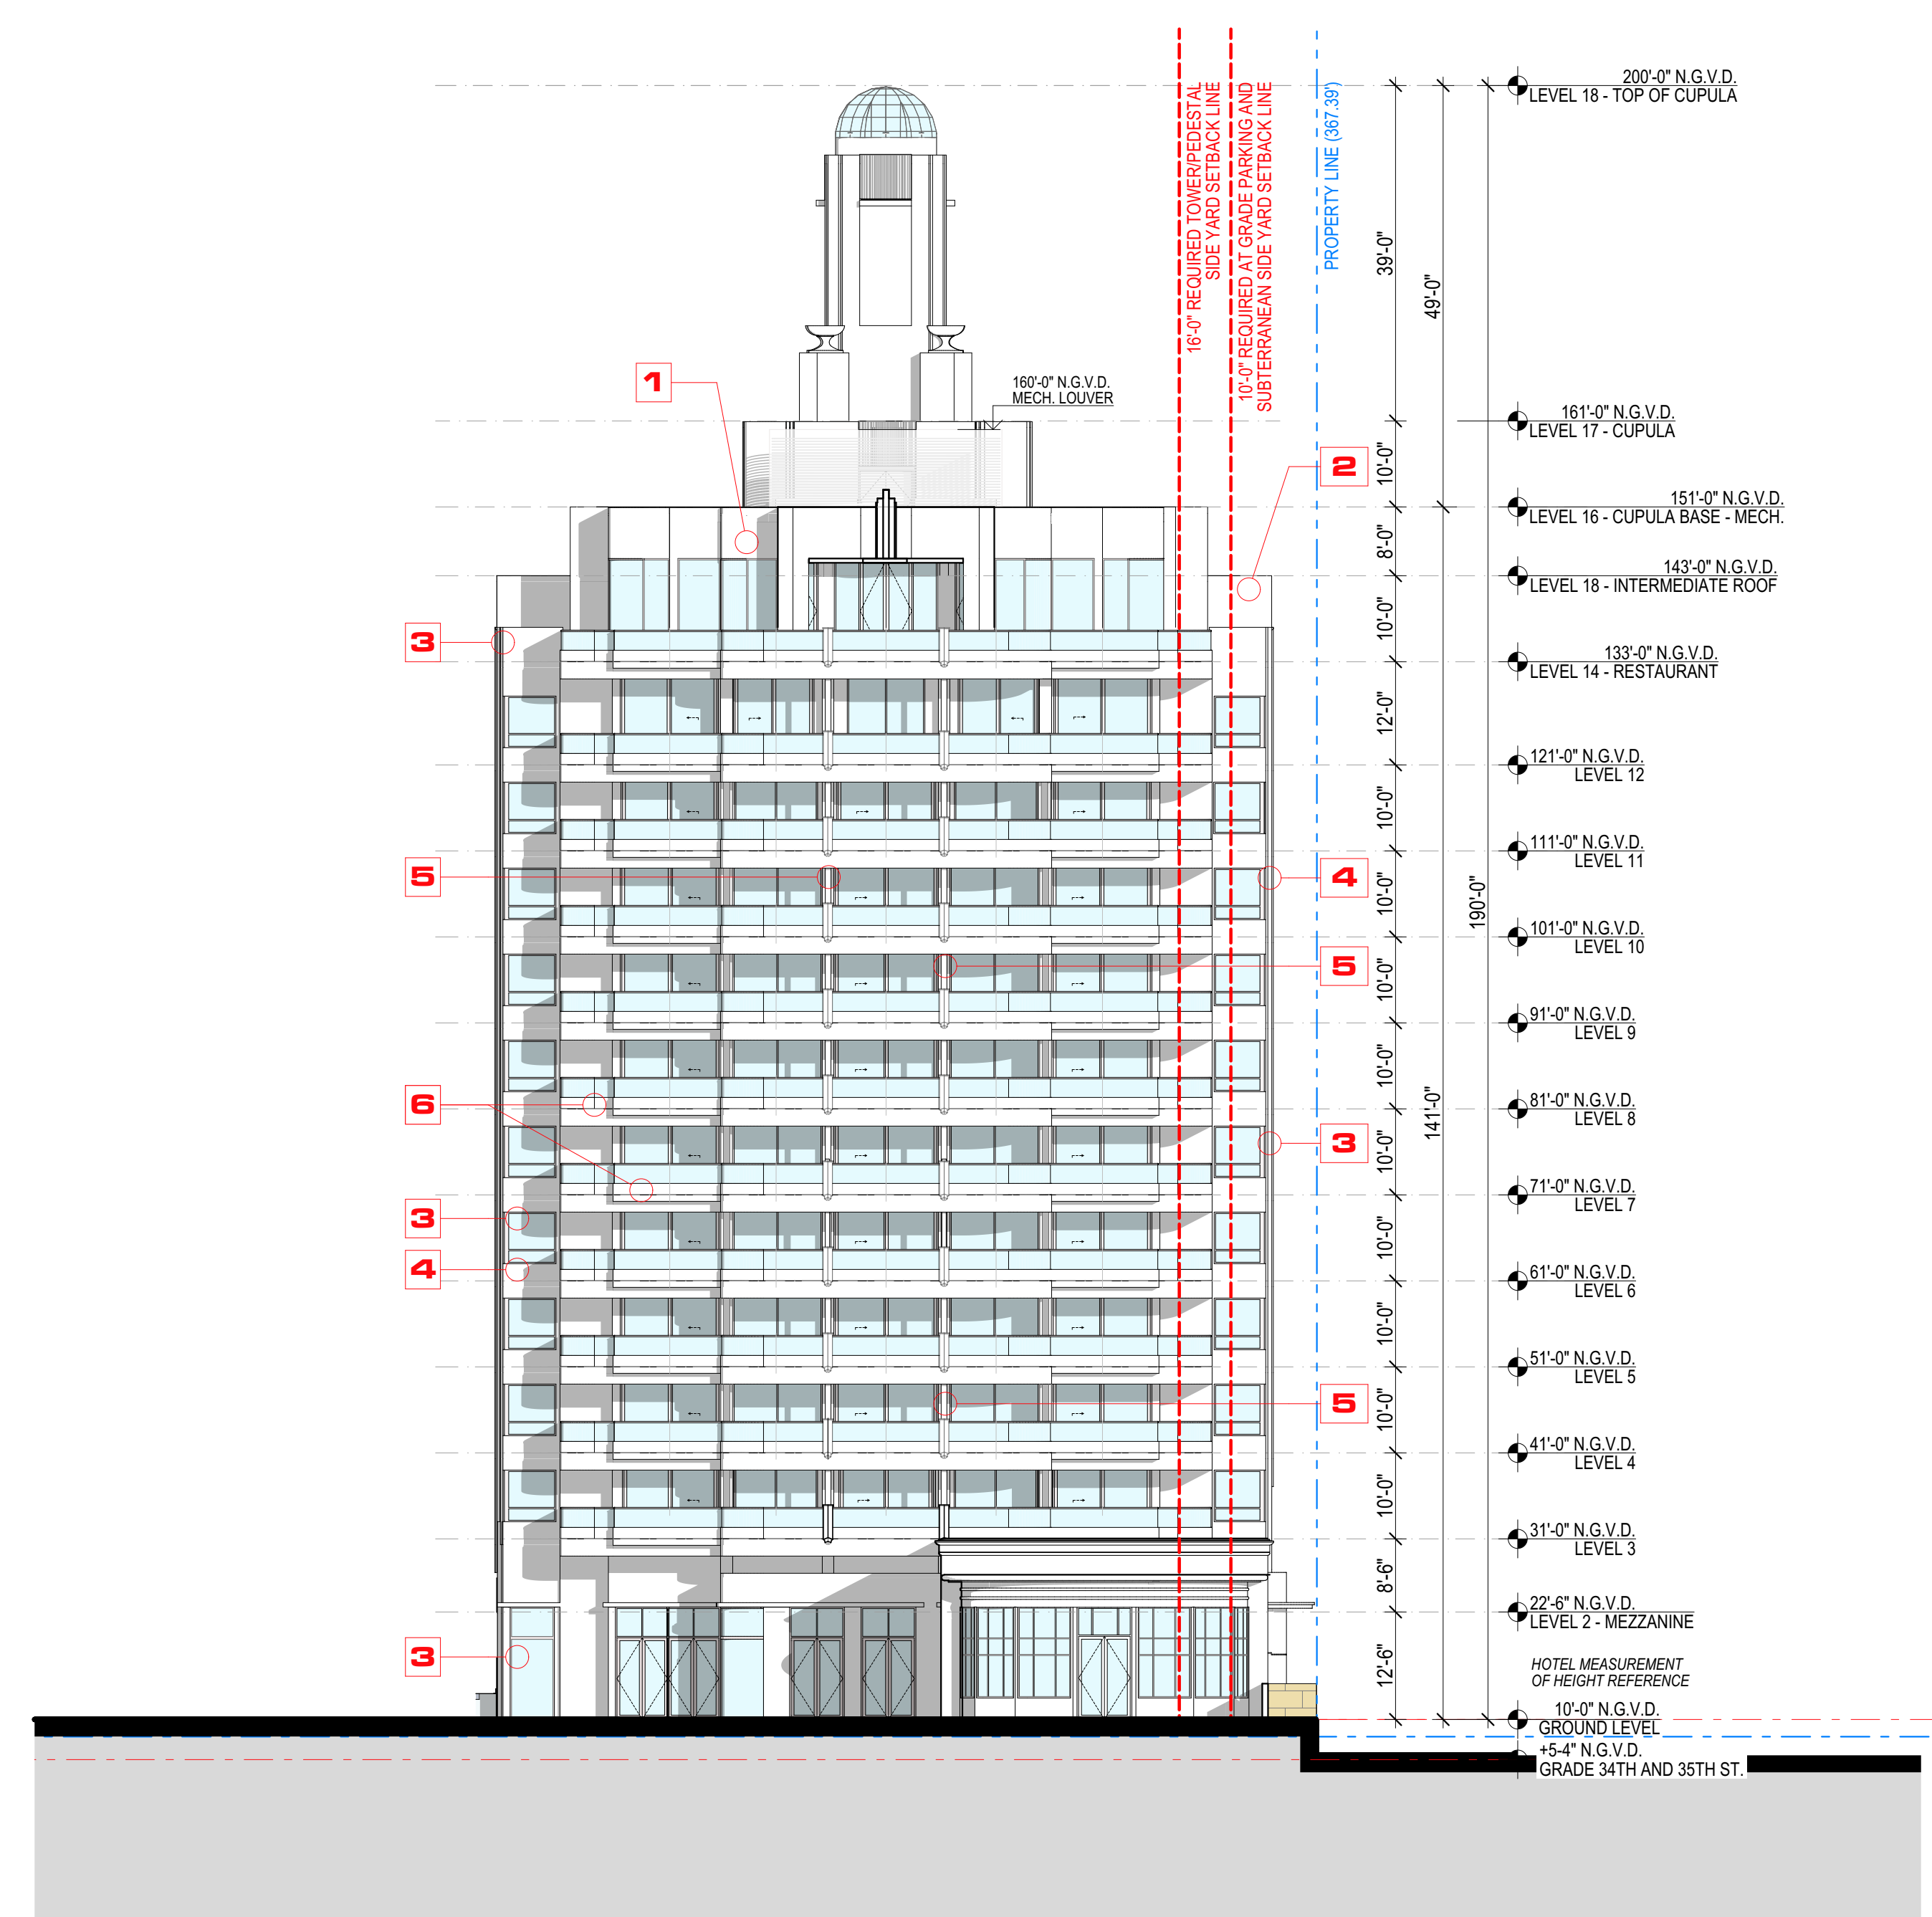 200'-0" N.G.V.D.
LEVEL 18 - TOP OF CUPULA
16'-0" REQUIRED TOWER/PEDESTAL
SIDE YARD SETBACK LINE
10'-0" REQUIRED AT GRADE PARKING AND
SUBTERRANEAN SIDE YARD SETBACK LINE
PROPERTY LINE (367.39')
39'-0"
49'-0"
1
160'-0" N.G.V.D.
MECH. LOUVER
161'-0" N.G.V.D.
LEVEL 17 - CUPULA
2
10'-0"
151'-0" N.G.V.D.
LEVEL 16 - CUPULA BASE - MECH.
8'-0"
143'-0" N.G.V.D.
LEVEL 18 - INTERMEDIATE ROOF
3
10'-0"
133'-0" N.G.V.D.
LEVEL 14 - RESTAURANT
12'-0"
121'-0" N.G.V.D.
LEVEL 12
10'-0"
111'-0" N.G.V.D.
LEVEL 11
5
4
10'-0"
190'-0"
101'-0" N.G.V.D.
LEVEL 10
5
10'-0"
91'-0" N.G.V.D.
LEVEL 9
10'-0"
6
141'-0"
81'-0" N.G.V.D.
LEVEL 8
3
10'-0"
71'-0" N.G.V.D.
LEVEL 7
3
10'-0"
4
61'-0" N.G.V.D.
LEVEL 6
10'-0"
51'-0" N.G.V.D.
LEVEL 5
5
10'-0"
41'-0" N.G.V.D.
LEVEL 4
10'-0"
31'-0" N.G.V.D.
LEVEL 3
8'-6"
22'-6" N.G.V.D.
LEVEL 2 - MEZZANINE
3
12'-6"
HOTEL MEASUREMENT
OF HEIGHT REFERENCE
10'-0" N.G.V.D.
GROUND LEVEL
+5-4" N.G.V.D.
GRADE 34TH AND 35TH ST.